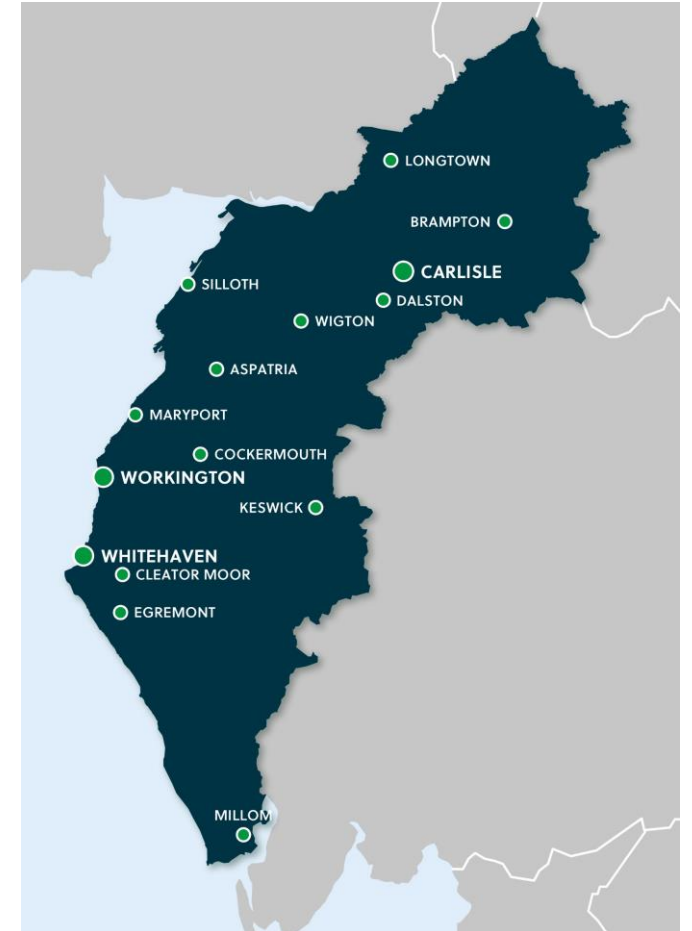 LONGTOWN
BRAMPTON
CARLISLE
SILLOTH
DALSTON
WIGTON
ASPATRIA
MARYPORT
COCKERMOUTH
WORKINGTON
KESWICK
WHITEHAVEN
CLEATOR MOOR
EGREMONT
MILLOM